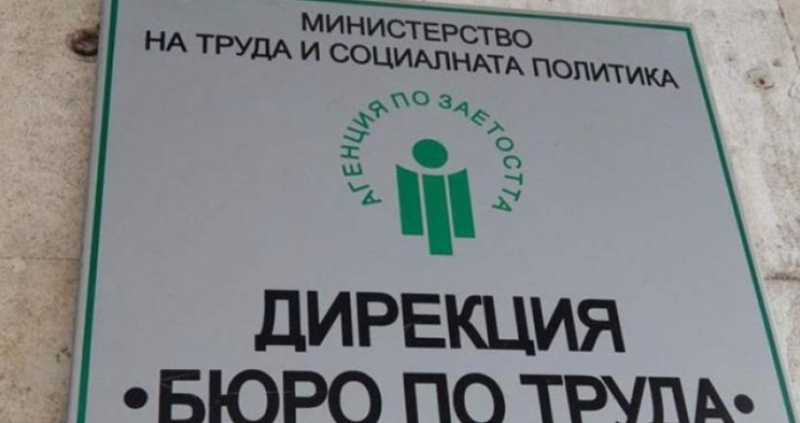 МИНИСТЕРСТВО
НА ТРУДА И СОЦИАЛНАТА ПОЛИТИКА
АГЕНЦИЯ ПО ЗАЕТОСТТА
ДИРЕКЦИЯ
•БЮРО ПО ТРУДА•